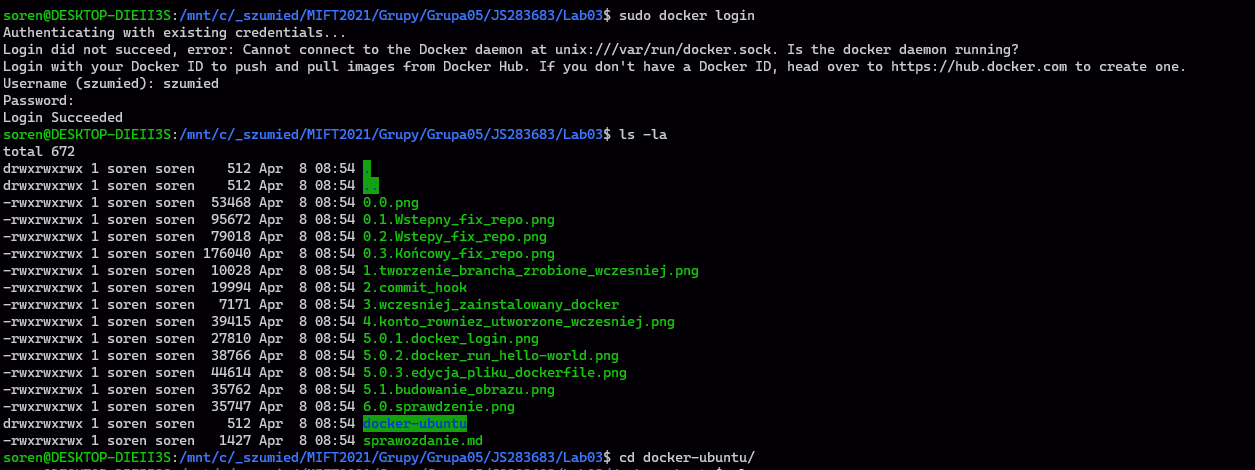 soren@DESKTOP-DIEII3S:/mnt/c/_szumied/MIFT2021/Grupy/Grupa05/JS283683/Lab03$ sudo docker login
Authenticating with existing credentials...
Login did not succeed, error: Cannot connect to the Docker daemon at unix:///var/run/docker.sock. Is the docker daemon running?
Login with your Docker ID to push and pull images from Docker Hub. If you don't have a Docker ID, head over to https://hub.docker.com to create one.
Username (szumied): szumied
Password:
Login Succeeded
soren@DESKTOP-DIEII3S:/mnt/c/_szumied/MIFT2021/Grupy/Grupa05/JS283683/Lab03$ ls -la
total 672
drwxrwxrwx 1 soren soren    512 Apr  8 08:54 .
drwxrwxrwx 1 soren soren    512 Apr  8 08:54 ..
-rwxrwxrwx 1 soren soren  53468 Apr  8 08:54 0.0.png
-rwxrwxrwx 1 soren soren  95672 Apr  8 08:54 0.1.Wstepny_fix_repo.png
-rwxrwxrwx 1 soren soren  79018 Apr  8 08:54 0.2.Wstepy_fix_repo.png
-rwxrwxrwx 1 soren soren 176040 Apr  8 08:54 0.3.Końcowy_fix_repo.png
-rwxrwxrwx 1 soren soren  10028 Apr  8 08:54 1.tworzenie_brancha_zrobione_wczesniej.png
-rwxrwxrwx 1 soren soren  19994 Apr  8 08:54 2.commit_hook
-rwxrwxrwx 1 soren soren   7171 Apr  8 08:54 3.wczesniej_zainstalowany_docker
-rwxrwxrwx 1 soren soren  39415 Apr  8 08:54 4.konto_rowniez_utworzone_wczesniej.png
-rwxrwxrwx 1 soren soren  27810 Apr  8 08:54 5.0.1.docker_login.png
-rwxrwxrwx 1 soren soren  38766 Apr  8 08:54 5.0.2.docker_run_hello-world.png
-rwxrwxrwx 1 soren soren  44614 Apr  8 08:54 5.0.3.edycja_pliku_dockerfile.png
-rwxrwxrwx 1 soren soren  35762 Apr  8 08:54 5.1.budowanie_obrazu.png
-rwxrwxrwx 1 soren soren  35747 Apr  8 08:54 6.0.sprawdzenie.png
drwxrwxrwx 1 soren soren    512 Apr  8 08:54 docker-ubuntu
-rwxrwxrwx 1 soren soren   1427 Apr  8 08:54 sprawozdanie.md
soren@DESKTOP-DIEII3S:/mnt/c/_szumied/MIFT2021/Grupy/Grupa05/JS283683/Lab03$ cd docker-ubuntu/